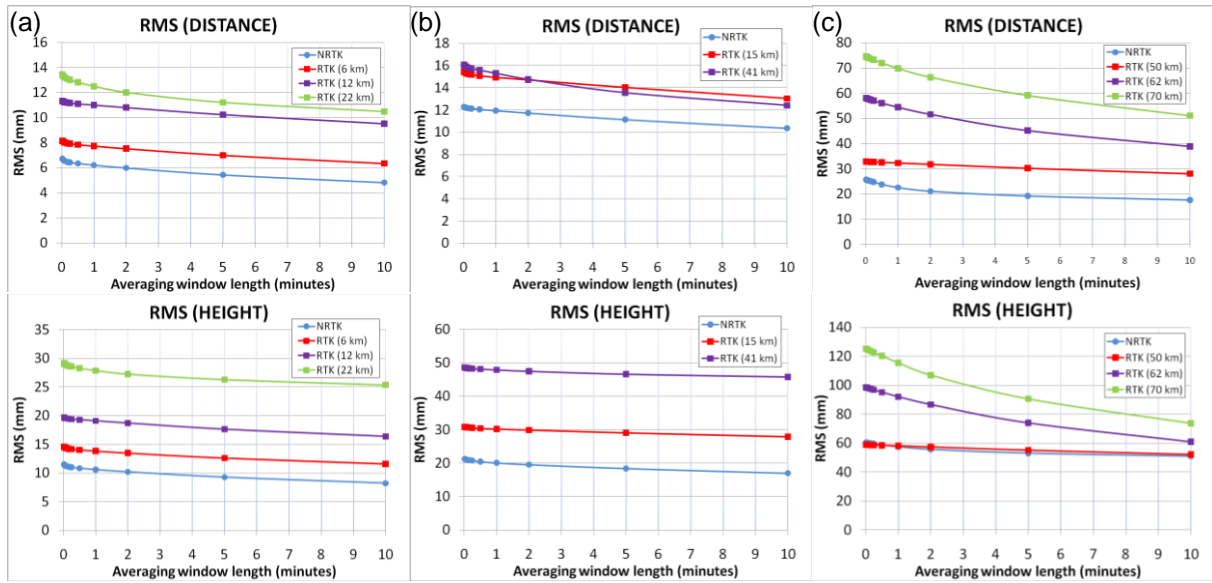 (a)
RMS (DISTANCE)
RMS (mm)
16
14
12
10
8
6
4
2
0
NRTK
RTK (6 km)
RTK (12 km)
RTK (22 km)
0 1 2 3 4 5 6 7 8 9 10
Averaging window length (minutes)
(b)
RMS (DISTANCE)
RMS (mm)
18
16
14
12
10
8
6
4
2
0
NRTK
RTK (15 km)
RTK (41 km)
0 1 2 3 4 5 6 7 8 9 10
Averaging window length (minutes)
(c)
RMS (DISTANCE)
RMS (mm)
80
70
60
50
40
30
20
10
0
NRTK
RTK (50 km)
RTK (62 km)
RTK (70 km)
0 1 2 3 4 5 6 7 8 9 10
Averaging window length (minutes)
RMS (HEIGHT)
RMS (mm)
35
30
25
20
15
10
5
0
NRTK
RTK (6 km)
RTK (12 km)
RTK (22 km)
0 1 2 3 4 5 6 7 8 9 10
Averaging window length (minutes)
RMS (HEIGHT)
RMS (mm)
60
50
40
30
20
10
0
NRTK
RTK (15 km)
RTK (41 km)
0 1 2 3 4 5 6 7 8 9 10
Averaging window length (minutes)
RMS (HEIGHT)
RMS (mm)
140
120
100
80
60
40
20
0
NRTK
RTK (50 km)
RTK (62 km)
RTK (70 km)
0 1 2 3 4 5 6 7 8 9 10
Averaging window length (minutes)